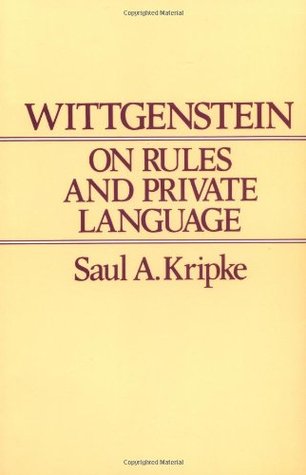 WITTGENSTEIN
ON RULES
AND PRIVATE
LANGUAGE
Saul A. Kripke